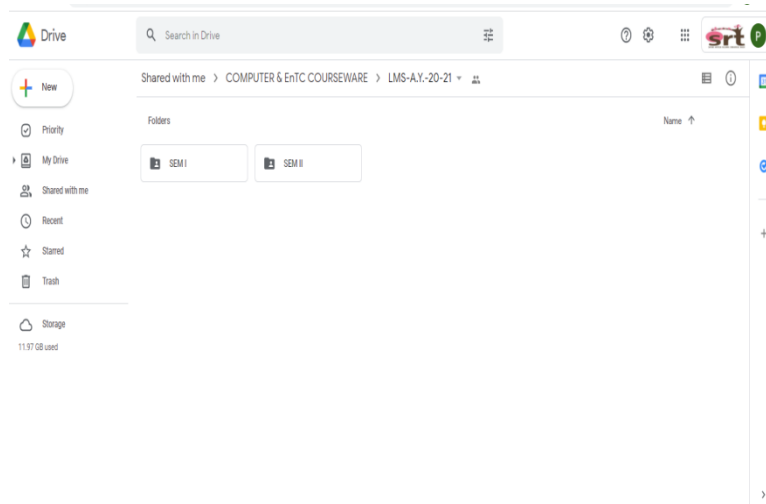 Drive
Search in Drive
srt
P
New
Shared with me > COMPUTER & EnTC COURSEWARE > LMS-A.Y.-20-21
Folders
Name
Priority
My Drive
SEM I
SEM II
Shared with me
Recent
Starred
Trash
Storage
11.97 GB used